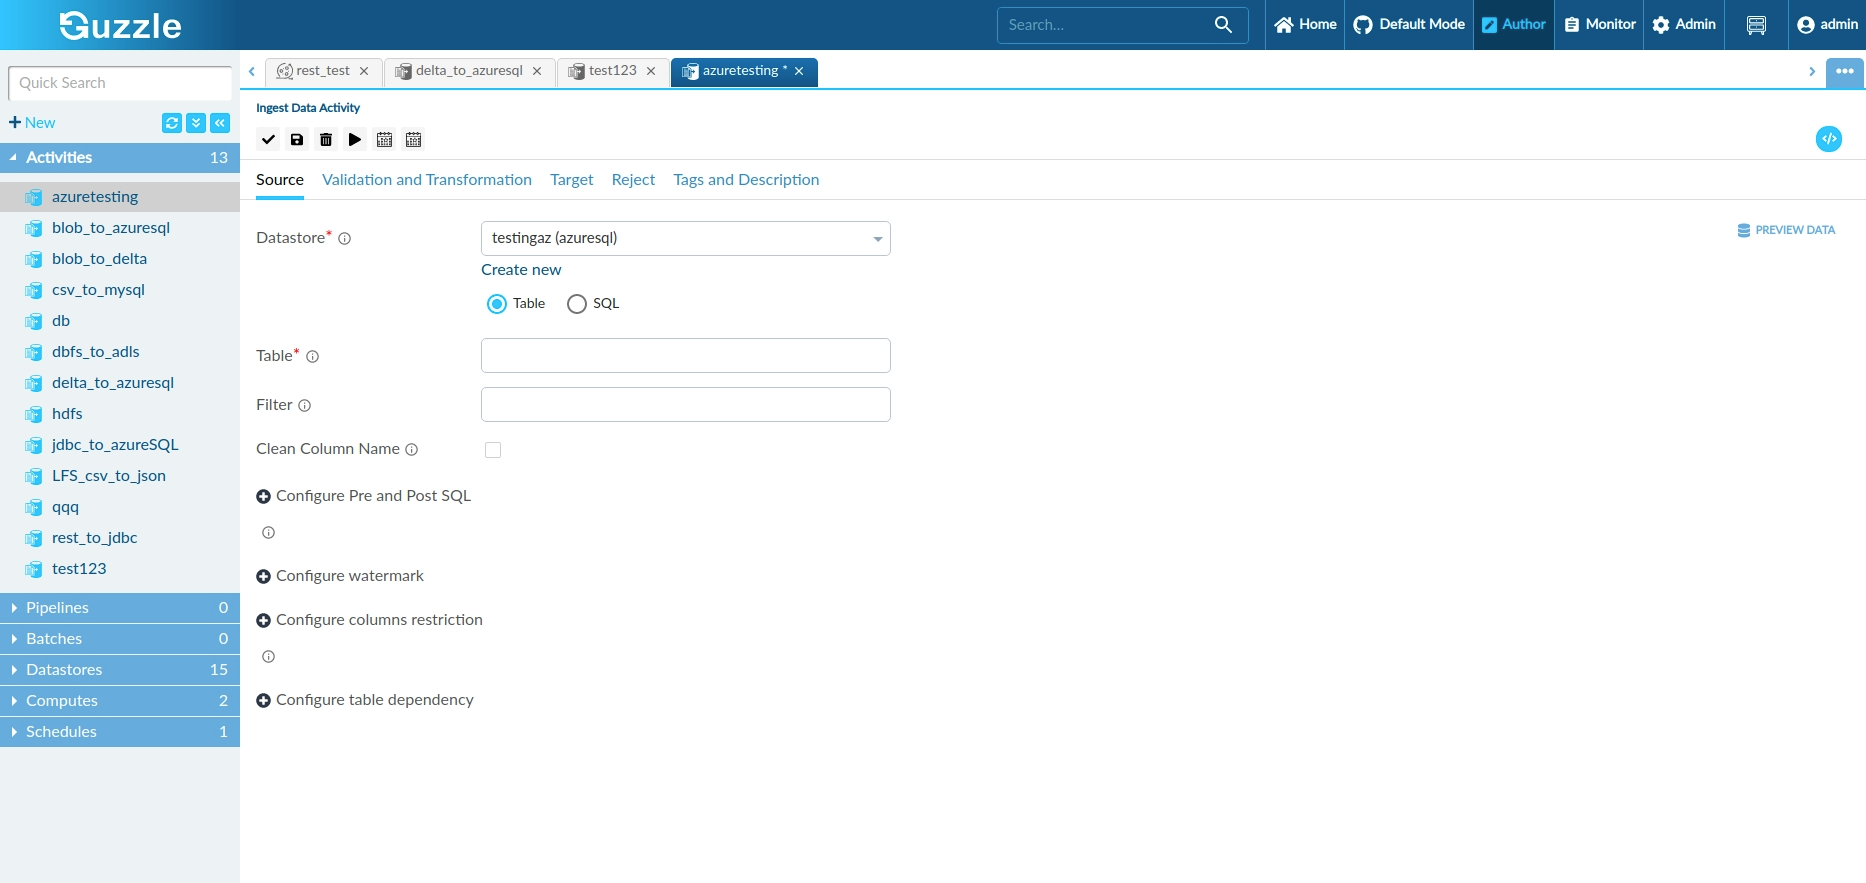 Guzzle
Search...
Home
Default Mode
Author
Monitor
Admin
admin
Quick Search
New
Activities 13
azuretesting
blob_to_azuresql
blob_to_delta
csv_to_mysql
db
dbfs_to_adls
delta_to_azuresql
hdfs
jdbc_to_azureSQL
LFS_csv_to_json
qqq
rest_to_jdbc
test123
Pipelines 0
Batches 0
Datastores 15
Computes 2
Schedules 1
rest_test
delta_to_azuresql
test123
azuretesting *
Ingest Data Activity
Source
Validation and Transformation
Target
Reject
Tags and Description
Datastore*
testingaz (azuresql)
PREVIEW DATA
Create new
Table
SQL
Table*
Filter
Clean Column Name
Configure Pre and Post SQL
Configure watermark
Configure columns restriction
Configure table dependency